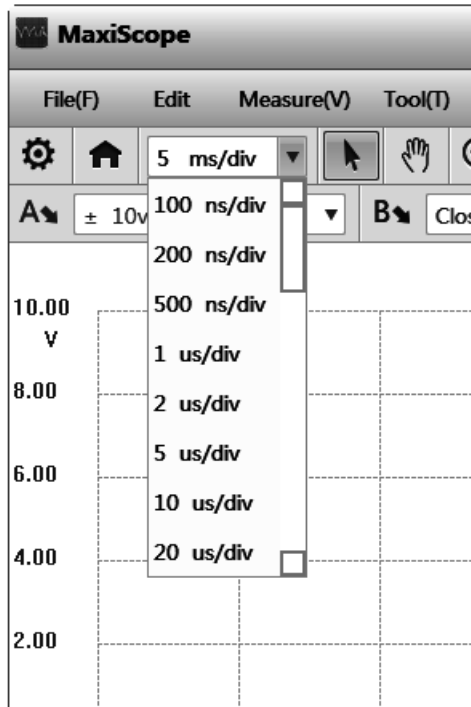 MaxiScope
File(F) Edit Measure(V) Tool(T)
5 ms/div
A ± 10v B Clos
100 ns/div
200 ns/div
500 ns/div
1 us/div
2 us/div
5 us/div
10 us/div
20 us/div
10.00
V
8.00
6.00
4.00
2.00